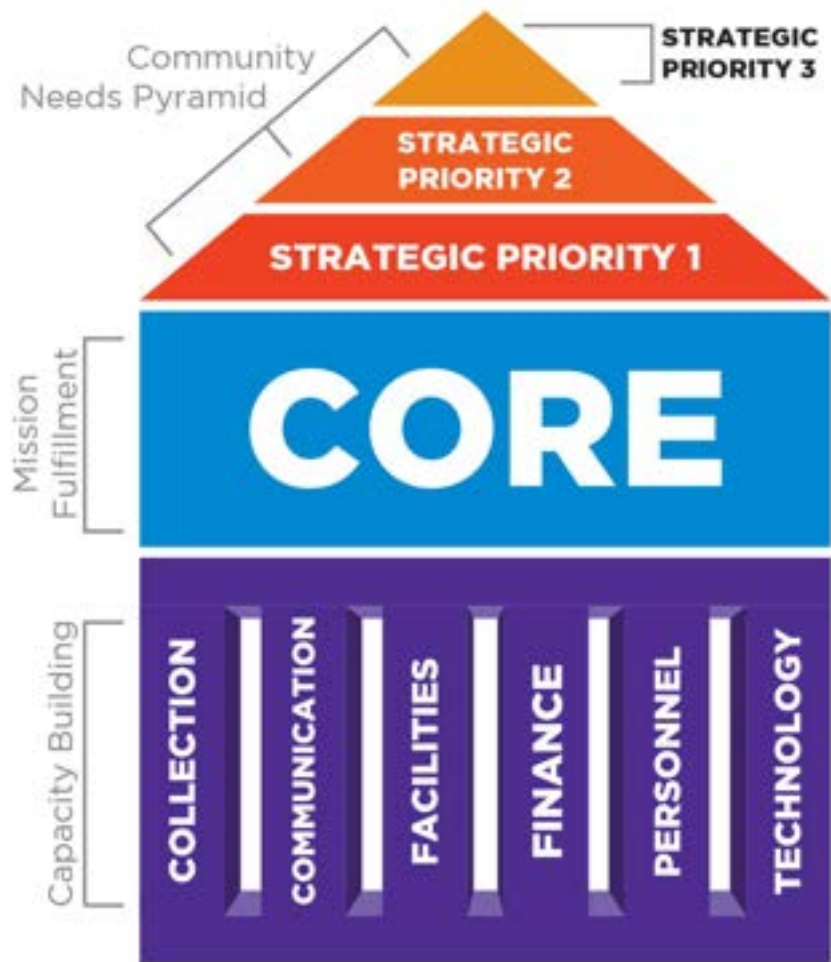 Community
Needs Pyramid
STRATEGIC
PRIORITY 3
STRATEGIC
PRIORITY 2
STRATEGIC PRIORITY 1
Mission
Fulfillment
CORE
Capacity Building
COLLECTION
COMMUNICATION
FACILITIES
FINANCE
PERSONNEL
TECHNOLOGY